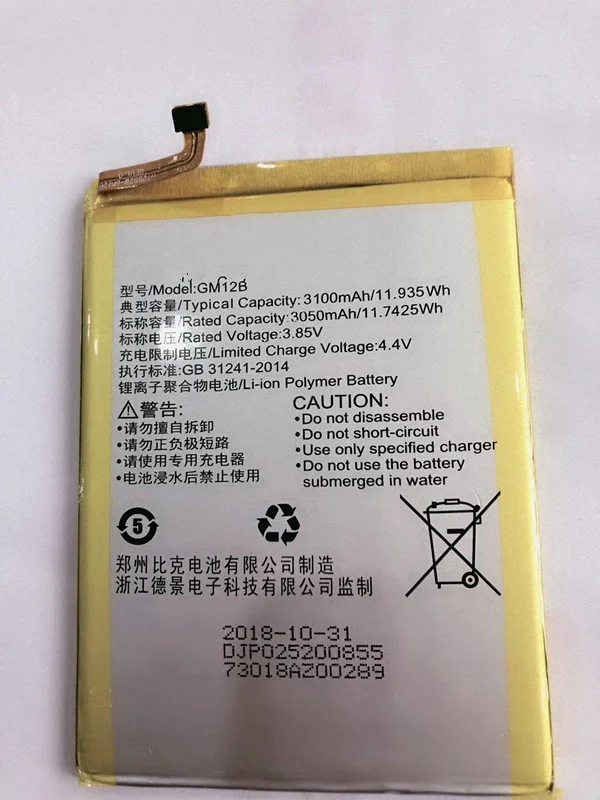 型号/Model:GM12B
典型容量/Typical Capacity:3100mAh/11.935Wh
标称容量/Rated Capacity:3050mAh/11.7425Wh
标称电压/Rated Voltage:3.85V
充电限制电压/Limited Charge Voltage:4.4V
执行标准:GB 31241-2014
锂离子聚合物电池/Li-ion Polymer Battery
警告:
•请勿擅自拆卸
•请勿正负极短路
•请使用专用充电器
•电池浸水后禁止使用
CAUTION:
•Do not disassemble
•Do not short-circuit
•Use only specified charger
•Do not use the battery
submerged in water
5
郑州比克电池有限公司制造
浙江德景电子科技有限公司监制
2018-10-31
DJP025200855
73018AZ00289